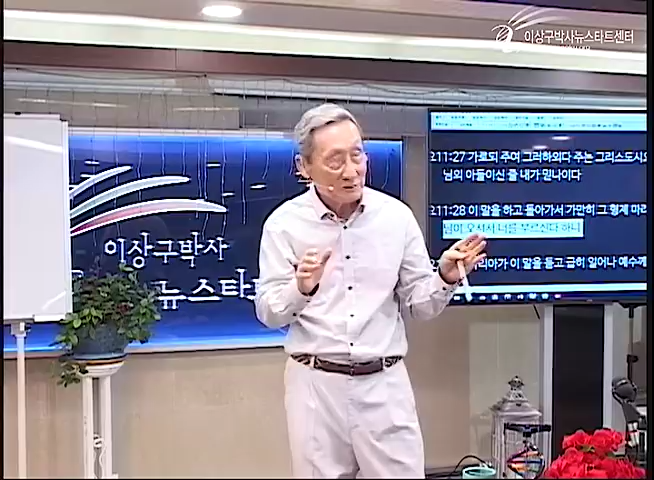 이상구박사뉴스타트센터
11:27 가로되 주여 그러하외다 주는 그리스도시요
님의 아들이신 줄 내가 믿나이다
11:28 이 말을 하고 돌아가서 가만히 그 형제 마리
님이 오셔서 너를 부르신다 하니
마리아가 이 말을 듣고 급히 일어나 예수께
이상구박사
뉴스타트